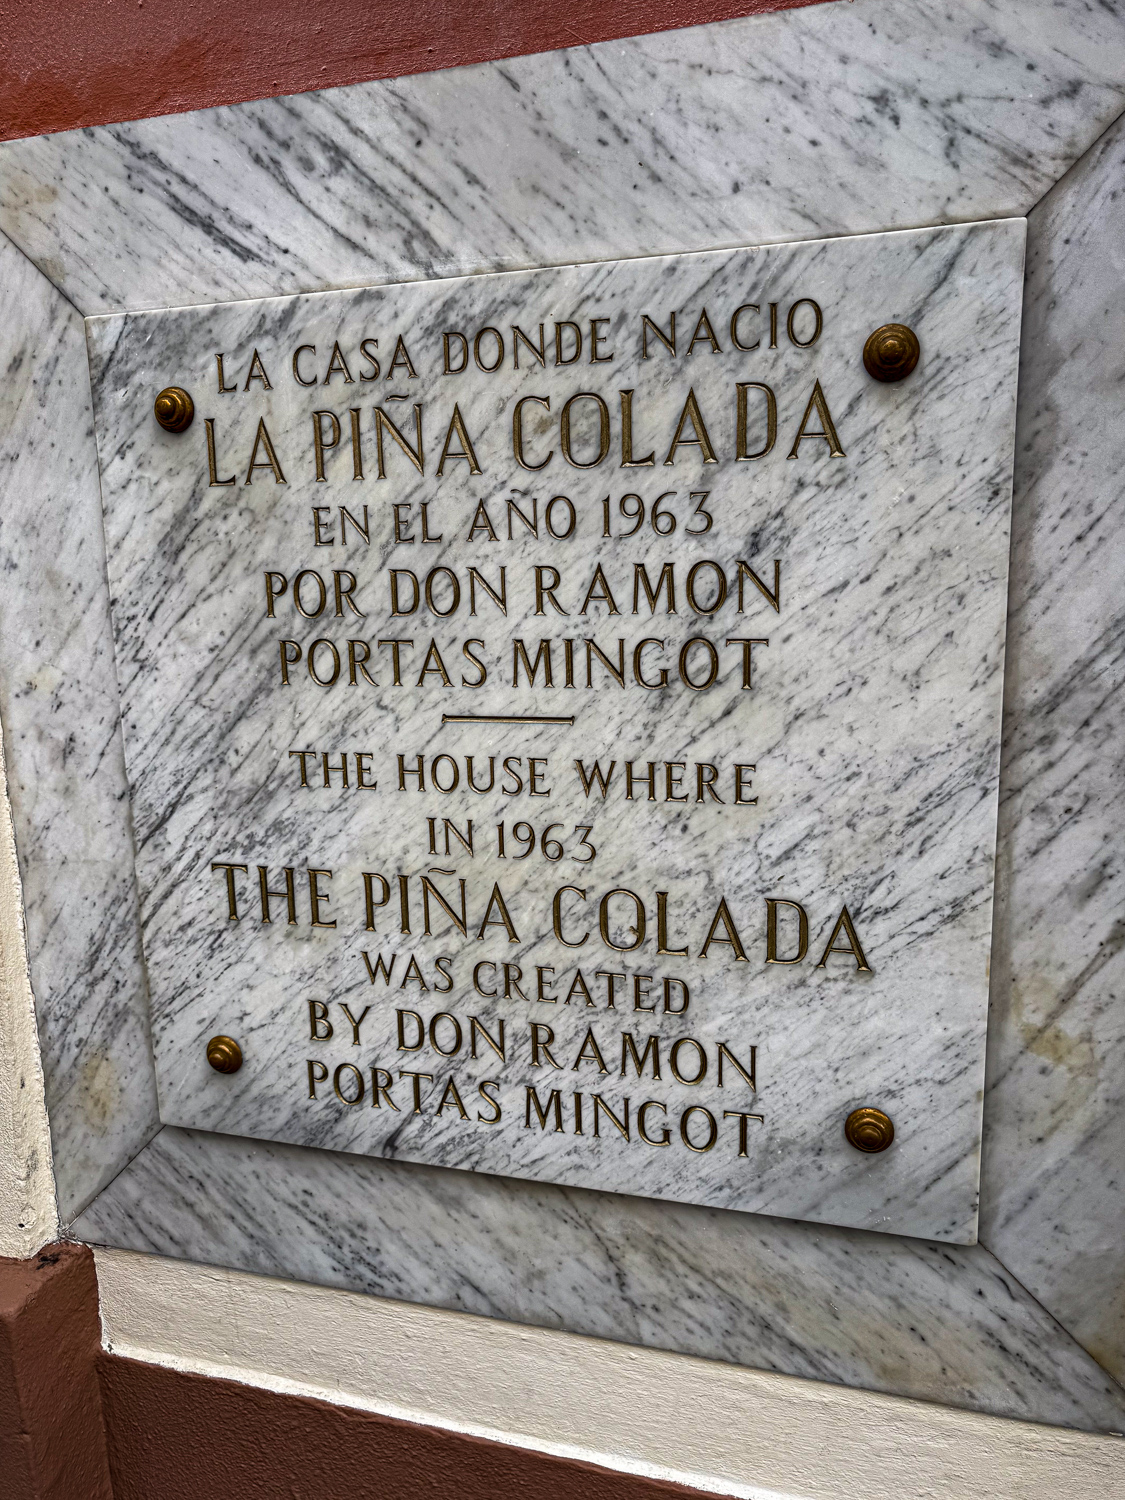 LA CASA DONDE NACIO
LA PIÑA COLADA
EN EL AÑO 1963
POR DON RAMON
PORTAS MINGOT
THE HOUSE WHERE
IN 1963
THE PIÑA COLADA
WAS CREATED
BY DON RAMON
PORTAS MINGOT